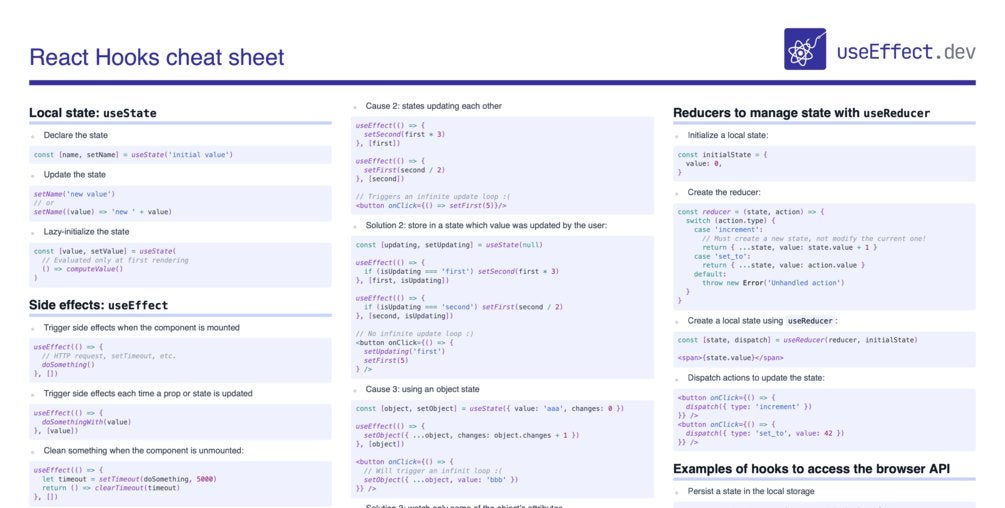 React Hooks cheat sheet
useEffect.dev
Local state: useState
Declare the state
const [name, setName] = useState('initial value')
Update the state
setName('new value')
// or
setName((value) => 'new ' + value)
Lazy-initialize the state
const [value, setValue] = useState(
// Evaluated only at first rendering
() => computeValue()
)
Side effects: useEffect
Trigger side effects when the component is mounted
useEffect(() => {
// HTTP request, setTimeout, etc.
doSomething()
}, [])
Trigger side effects each time a prop or state is updated
useEffect(() => {
doSomethingWith(value)
}, [value])
Clean something when the component is unmounted:
useEffect(() => {
let timeout = setTimeout(doSomething, 5000)
return () => clearTimeout(timeout)
}, [])
Cause 2: states updating each other
useEffect(() => {
setSecond(first * 3)
}, [first])
useEffect(() => {
setFirst(second / 2)
}, [second])
// Triggers an infinite update loop :(
<button onClick={() => setFirst(5)}/>
Solution 2: store in a state which value was updated by the user:
const [updating, setUpdating] = useState(null)
useEffect(() => {
if (isUpdating === 'first') setSecond(first * 3)
}, [first, isUpdating])
useEffect(() => {
if (isUpdating === 'second') setFirst(second / 2)
}, [second, isUpdating])
// No infinite update loop :)
<button onClick={() => {
setUpdating('first')
setFirst(5)
} />
Cause 3: using an object state
const [object, setObject] = useState({ value: 'aaa', changes: 0 })
useEffect(() => {
setObject({ ...object, changes: object.changes + 1 })
}, [object])
<button onClick={() => {
// Will trigger an infinit loop :(
setObject({ ...object, value: 'bbb' })
}} />
Solution 3: watch only some of the object's attributes
Reducers to manage state with useReducer
Initialize a local state:
const initialState = {
value: 0,
}
Create the reducer:
const reducer = (state, action) => {
switch (action.type) {
case 'increment':
// Must create a new state, not modify the current one!
return { ...state, value: state.value + 1 }
case 'set_to':
return { ...state, value: action.value }
default:
throw new Error('Unhandled action')
}
}
Create a local state using useReducer:
const [state, dispatch] = useReducer(reducer, initialState)
<span>{state.value}</span>
Dispatch actions to update the state:
<button onClick={() => {
dispatch({ type: 'increment' })
}} />
<button onClick={() => {
dispatch({ type: 'set_to', value: 42 })
}} />
Examples of hooks to access the browser API
Persist a state in the local storage